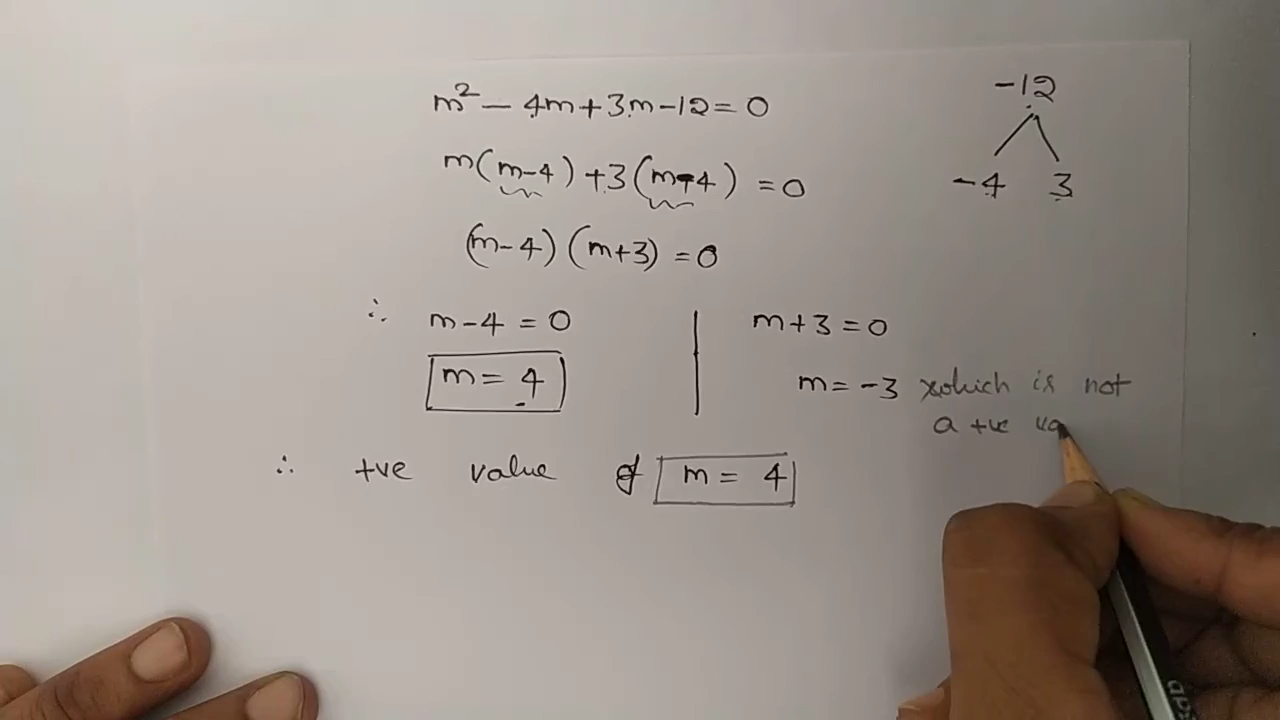 m² - 4m + 3m - 12 = 0
-12
-4 3
m(m-4) + 3(m-4) = 0
(m-4)(m+3) = 0
∴ m-4 = 0
m = 4
m+3 = 0
m = -3 which is not
a +ve va
∴ +ve value of m = 4